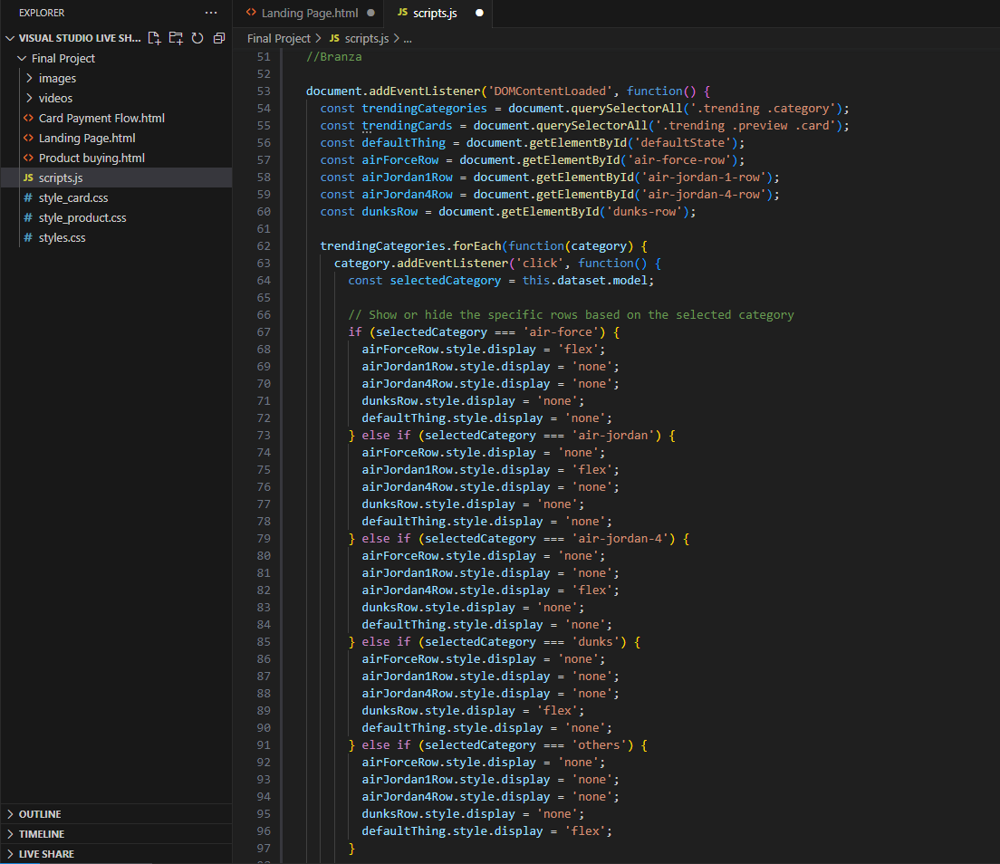 EXPLORER ...
VISUAL STUDIO LIVE SH...
Final Project
images
videos
<> Card Payment Flow.html
<> Landing Page.html
<> Product buying.html
JS scripts.js
# style_card.css
# style_product.css
# styles.css
OUTLINE
TIMELINE
LIVE SHARE
<> Landing Page.html ●
JS scripts.js ●
Final Project > JS scripts.js > ...
51 //Branza
52
53 document.addEventListener('DOMContentLoaded', function() {
54 const trendingCategories = document.querySelectorAll('.trending .category');
55 const trendingCards = document.querySelectorAll('.trending .preview .card');
56 const defaultThing = document.getElementById('defaultState');
57 const airForceRow = document.getElementById('air-force-row');
58 const airJordan1Row = document.getElementById('air-jordan-1-row');
59 const airJordan4Row = document.getElementById('air-jordan-4-row');
60 const dunksRow = document.getElementById('dunks-row');
61
62 trendingCategories.forEach(function(category) {
63 category.addEventListener('click', function() {
64 const selectedCategory = this.dataset.model;
65
66 // Show or hide the specific rows based on the selected category
67 if (selectedCategory === 'air-force') {
68 airForceRow.style.display = 'flex';
69 airJordan1Row.style.display = 'none';
70 airJordan4Row.style.display = 'none';
71 dunksRow.style.display = 'none';
72 defaultThing.style.display = 'none';
73 } else if (selectedCategory === 'air-jordan') {
74 airForceRow.style.display = 'none';
75 airJordan1Row.style.display = 'flex';
76 airJordan4Row.style.display = 'none';
77 dunksRow.style.display = 'none';
78 defaultThing.style.display = 'none';
79 } else if (selectedCategory === 'air-jordan-4') {
80 airForceRow.style.display = 'none';
81 airJordan1Row.style.display = 'none';
82 airJordan4Row.style.display = 'flex';
83 dunksRow.style.display = 'none';
84 defaultThing.style.display = 'none';
85 } else if (selectedCategory === 'dunks') {
86 airForceRow.style.display = 'none';
87 airJordan1Row.style.display = 'none';
88 airJordan4Row.style.display = 'none';
89 dunksRow.style.display = 'flex';
90 defaultThing.style.display = 'none';
91 } else if (selectedCategory === 'others') {
92 airForceRow.style.display = 'none';
93 airJordan1Row.style.display = 'none';
94 airJordan4Row.style.display = 'none';
95 dunksRow.style.display = 'none';
96 defaultThing.style.display = 'flex';
97 }